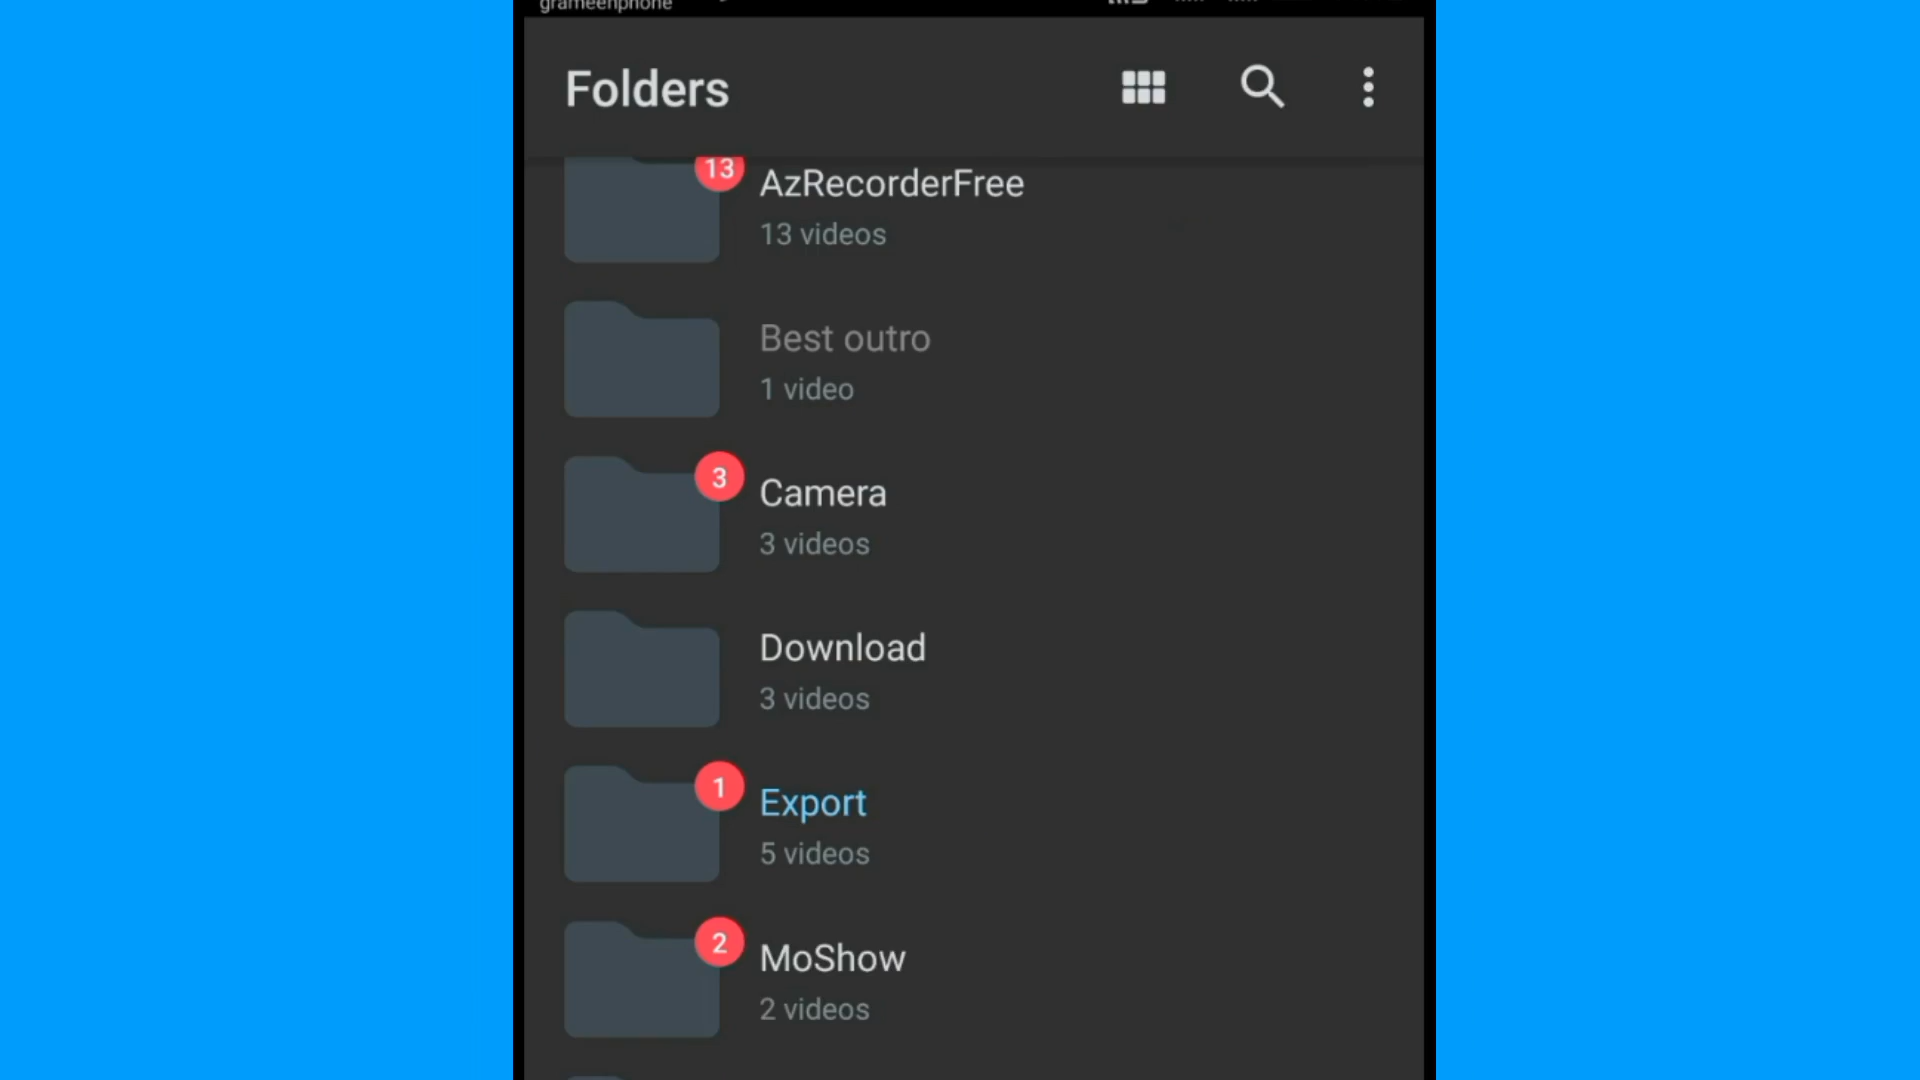 grameenphone
Folders
13
AzRecorderFree
13 videos
Best outro
1 video
3
Camera
3 videos
Download
3 videos
1
Export
5 videos
2
MoShow
2 videos